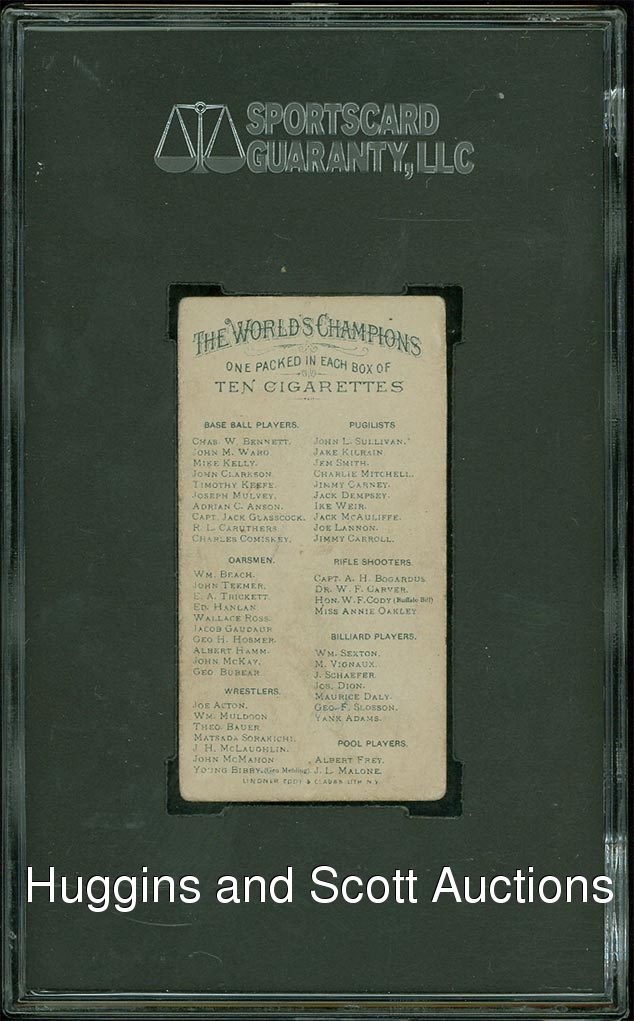 SPORTSCARD
GUARANTY, LLC
THE WORLD'S CHAMPIONS
ONE PACKED IN EACH BOX OF
TEN CIGARETTES
BASE BALL PLAYERS.
CHAS. W. BENNETT.
JOHN M. WARD
MIKE KELLY.
JOHN CLARKSON.
TIMOTHY KEEFE.
JOSEPH MULVEY.
ADRIAN C. ANSON.
CAPT. JACK GLASSCOCK.
R. L. CARUTHERS.
CHARLES COMISKEY.
OARSMEN.
WM. BEACH.
JOHN TEEMER.
E. A. TRICKETT.
ED. HANLAN
WALLACE ROSS.
JACOB GAUDAUR
GEO H. HOSMER.
ALBERT HAMM.
JOHN MCKAY.
GEO. BUBEAR.
WRESTLERS.
JOE ACTON.
WM. MULDOON
THEO. BAUER
MATSADA SORAKICHI.
J. H. MCLAUGHLIN.
JOHN MCMAHON
YOUNG BIBBY. (Geo Mehling).
PUGILISTS
JOHN L. SULLIVAN.
JAKE KILRAIN
JEM SMITH.
CHARLIE MITCHELL.
JIMMY CARNEY.
JACK DEMPSEY.
IKE WEIR.
JACK MCAULIFFE.
JOE LANNON.
JIMMY CARROLL.
RIFLE SHOOTERS.
CAPT. A. H. BOGARDUS
DR. W. F. CARVER.
HON. W. F. CODY (Buffalo Bill)
MISS ANNIE OAKLEY
BILLIARD PLAYERS.
WM. SEXTON.
M. VIGNAUX.
J. SCHAEFER.
JOS. DION.
MAURICE DALY.
GEO. F. SLOSSON.
YANK ADAMS.
POOL PLAYERS.
ALBERT FREY.
J. L. MALONE.
LINDNER, EDDY & CLAUSS. LITH. N.Y.
Huggins and Scott Auctions